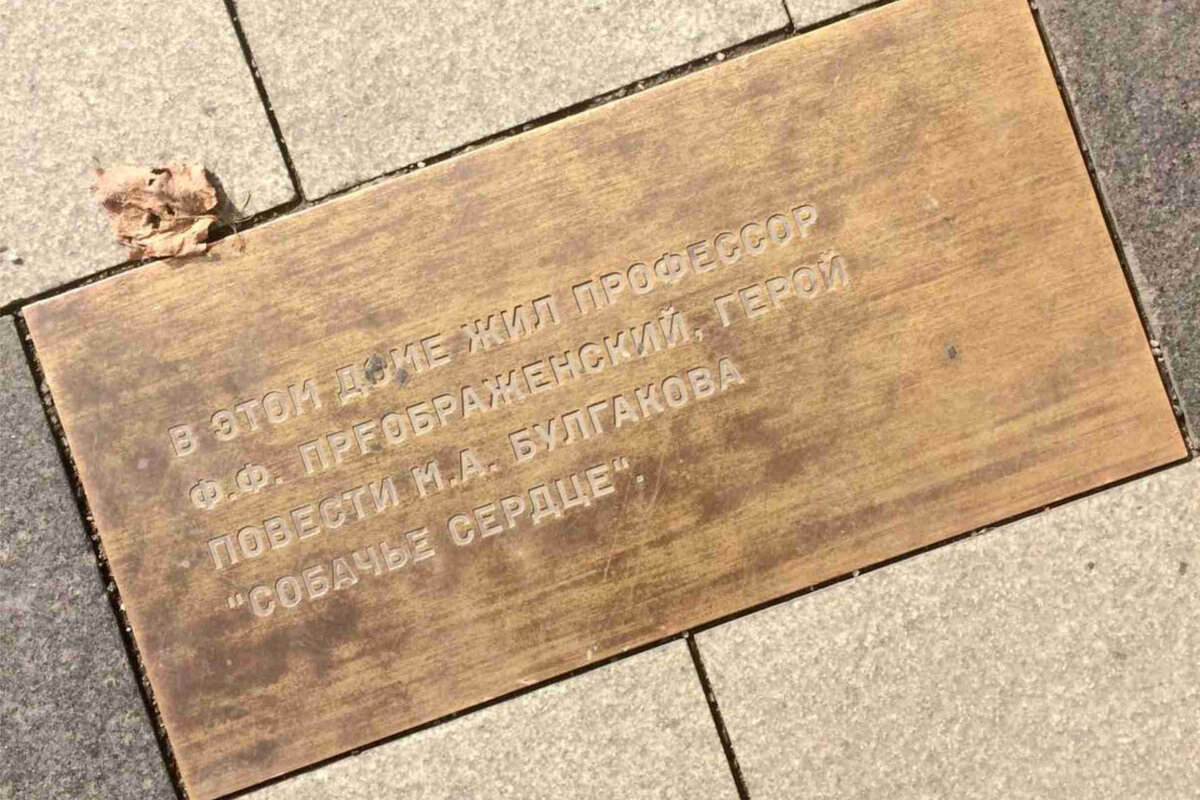 В ЭТОМ ДОМЕ ЖИЛ ПРОФЕССОР
Ф.Ф. ПРЕОБРАЖЕНСКИЙ, ГЕРОЙ
ПОВЕСТИ М.А. БУЛГАКОВА
"СОБАЧЬЕ СЕРДЦЕ".